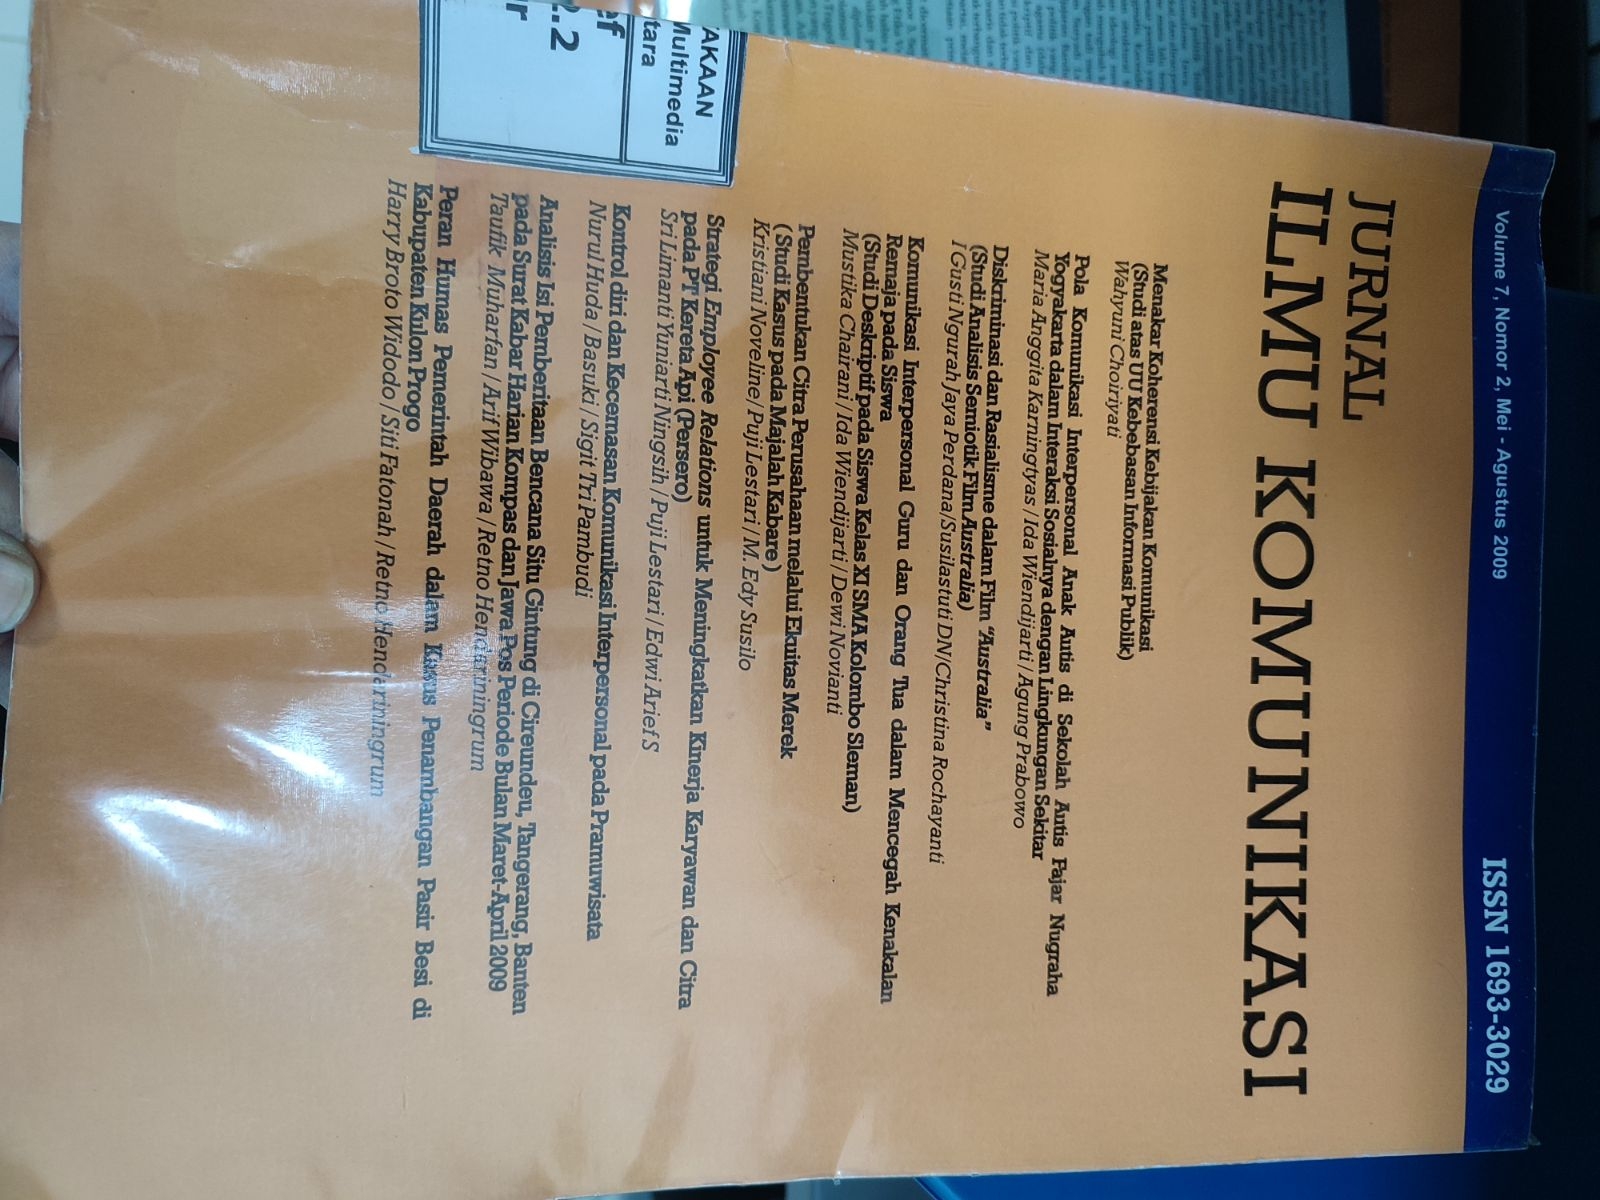 Volume 7, Nomor 2, Mei - Agustus 2009
ISSN 1693-3029
JURNAL
ILMU KOMUNIKASI
Menakar Koherensi Kebijakan Komunikasi
(Studi atas UU Kebebasan Informasi Publik)
Wahyuni Choiriyati
Pola Komunikasi Interpersonal Anak Autis di Sekolah Autis Fajar Nugraha
Yogyakarta dalam Interaksi Sosialnya dengan Lingkungan Sekitar
Maria Anggita Karningtyas / Ida Wiendijarti / Agung Prabowo
Diskriminasi dan Rasialisme dalam Film "Australia"
(Studi Analisis Semiotik Film Australia)
I Gusti Ngurah Jaya Perdana/Susilastuti DN/Christina Rochayanti
Komunikasi Interpersonal Guru dan Orang Tua dalam Mencegah Kenakalan
Remaja pada Siswa
(Studi Deskriptif pada Siswa Kelas XI SMA Kolombo Sleman)
Mustika Chairani / Ida Wiendijarti / Dewi Novianti
Pembentukan Citra Perusahaan melalui Ekuitas Merek
(Studi Kasus pada Majalah Kabare)
Kristiani Noveline / Puji Lestari / M. Edy Susilo
Strategi Employee Relations untuk Meningkatkan Kinerja Karyawan dan Citra
pada PT Kereta Api (Persero)
Sri Limanti Yuniarti Ningsih / Puji Lestari / Edwi Arief S
Kontrol diri dan Kecemasan Komunikasi Interpersonal pada Pramuwisata
Nurul Huda / Basuki / Sigit Tri Pambudi
Analisis Isi Pemberitaan Bencana Situ Gintung di Cireundeu, Tangerang, Banten
pada Surat Kabar Harian Kompas dan Jawa Pos Periode Bulan Maret-April 2009
Taufik Muharfan / Arif Wibawa / Retno Hendariningrum
Peran Humas Pemerintah Daerah dalam Kasus Penambangan Pasir Besi di
Kabupaten Kulon Progo
Harry Broto Widodo / Siti Fatonah / Retno Hendariningrum
AKAAN
Multimedia
tara
ef
2.2
r